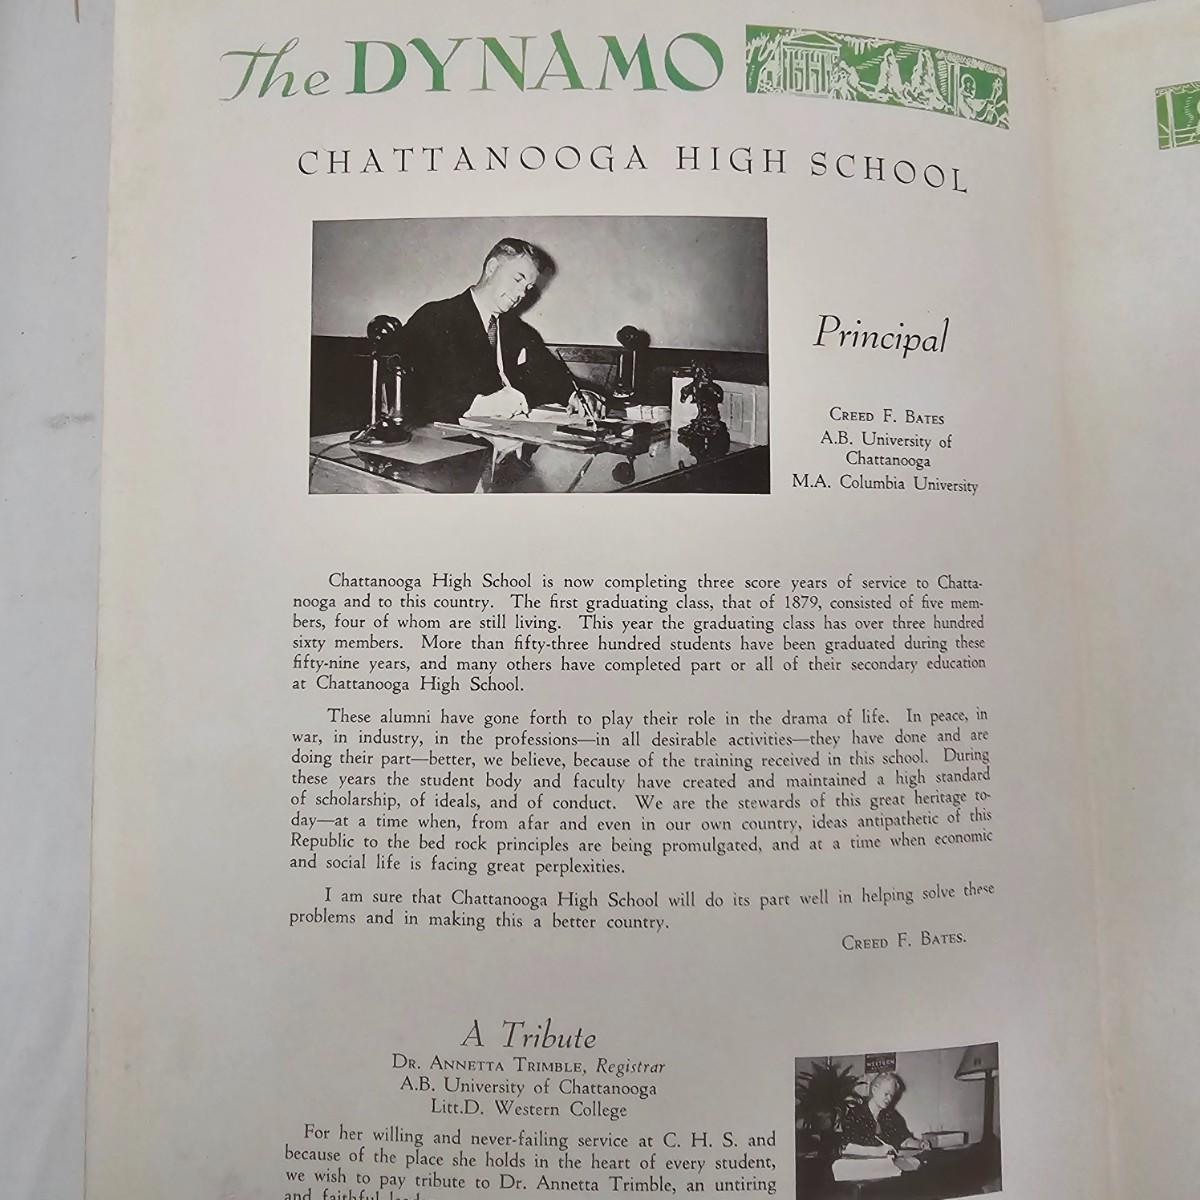 The DYNAMO
CHATTANOOGA HIGH SCHOOL
Principal
CREED F. BATES
A.B. University of
Chattanooga
M.A. Columbia University
Chattanooga High School is now completing three score years of service to Chatta-
nooga and to this country. The first graduating class, that of 1879, consisted of five mem-
bers, four of whom are still living. This year the graduating class has over three hundred
sixty members. More than fifty-three hundred students have been graduated during these
fifty-nine years, and many others have completed part or all of their secondary education
at Chattanooga High School.
These alumni have gone forth to play their role in the drama of life. In peace, in
war, in industry, in the professions—in all desirable activities—they have done and are
doing their part—better, we believe, because of the training received in this school. During
these years the student body and faculty have created and maintained a high standard
of scholarship, of ideals, and of conduct. We are the stewards of this great heritage to-
day—at a time when, from afar and even in our own country, ideas antipathetic of this
Republic to the bed rock principles are being promulgated, and at a time when economic
and social life is facing great perplexities.
I am sure that Chattanooga High School will do its part well in helping solve these
problems and in making this a better country.
CREED F. BATES.
A Tribute
DR. ANNETTA TRIMBLE, Registrar
A.B. University of Chattanooga
Litt.D. Western College
WESTERN
For her willing and never-failing service at C. H. S. and
because of the place she holds in the heart of every student,
we wish to pay tribute to Dr. Annetta Trimble, an untiring
and faithful